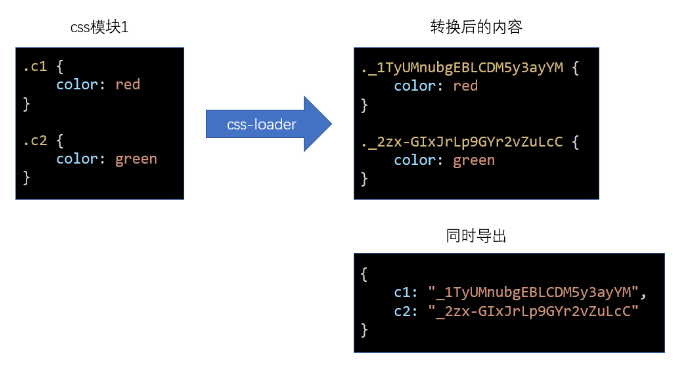 css模块1
.c1 {
    color: red
}
.c2 {
    color: green
}
css-loader
转换后的内容
._1TyUMnubgEBLCDM5y3ayYM {
    color: red
}
._2zx-GIxJrLp9GYr2vZuLcC {
    color: green
}
同时导出
{
    c1: "_1TyUMnubgEBLCDM5y3ayYM",
    c2: "_2zx-GIxJrLp9GYr2vZuLcC"
}